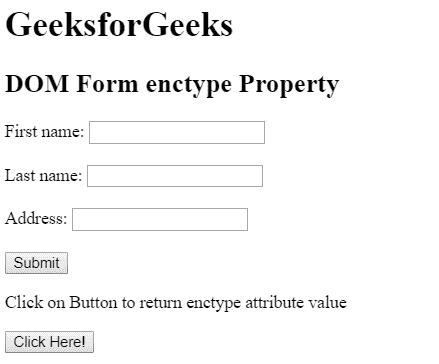 GeeksforGeeks
DOM Form enctype Property
First name:
Last name:
Address:
Submit
Click on Button to return enctype attribute value
Click Here!